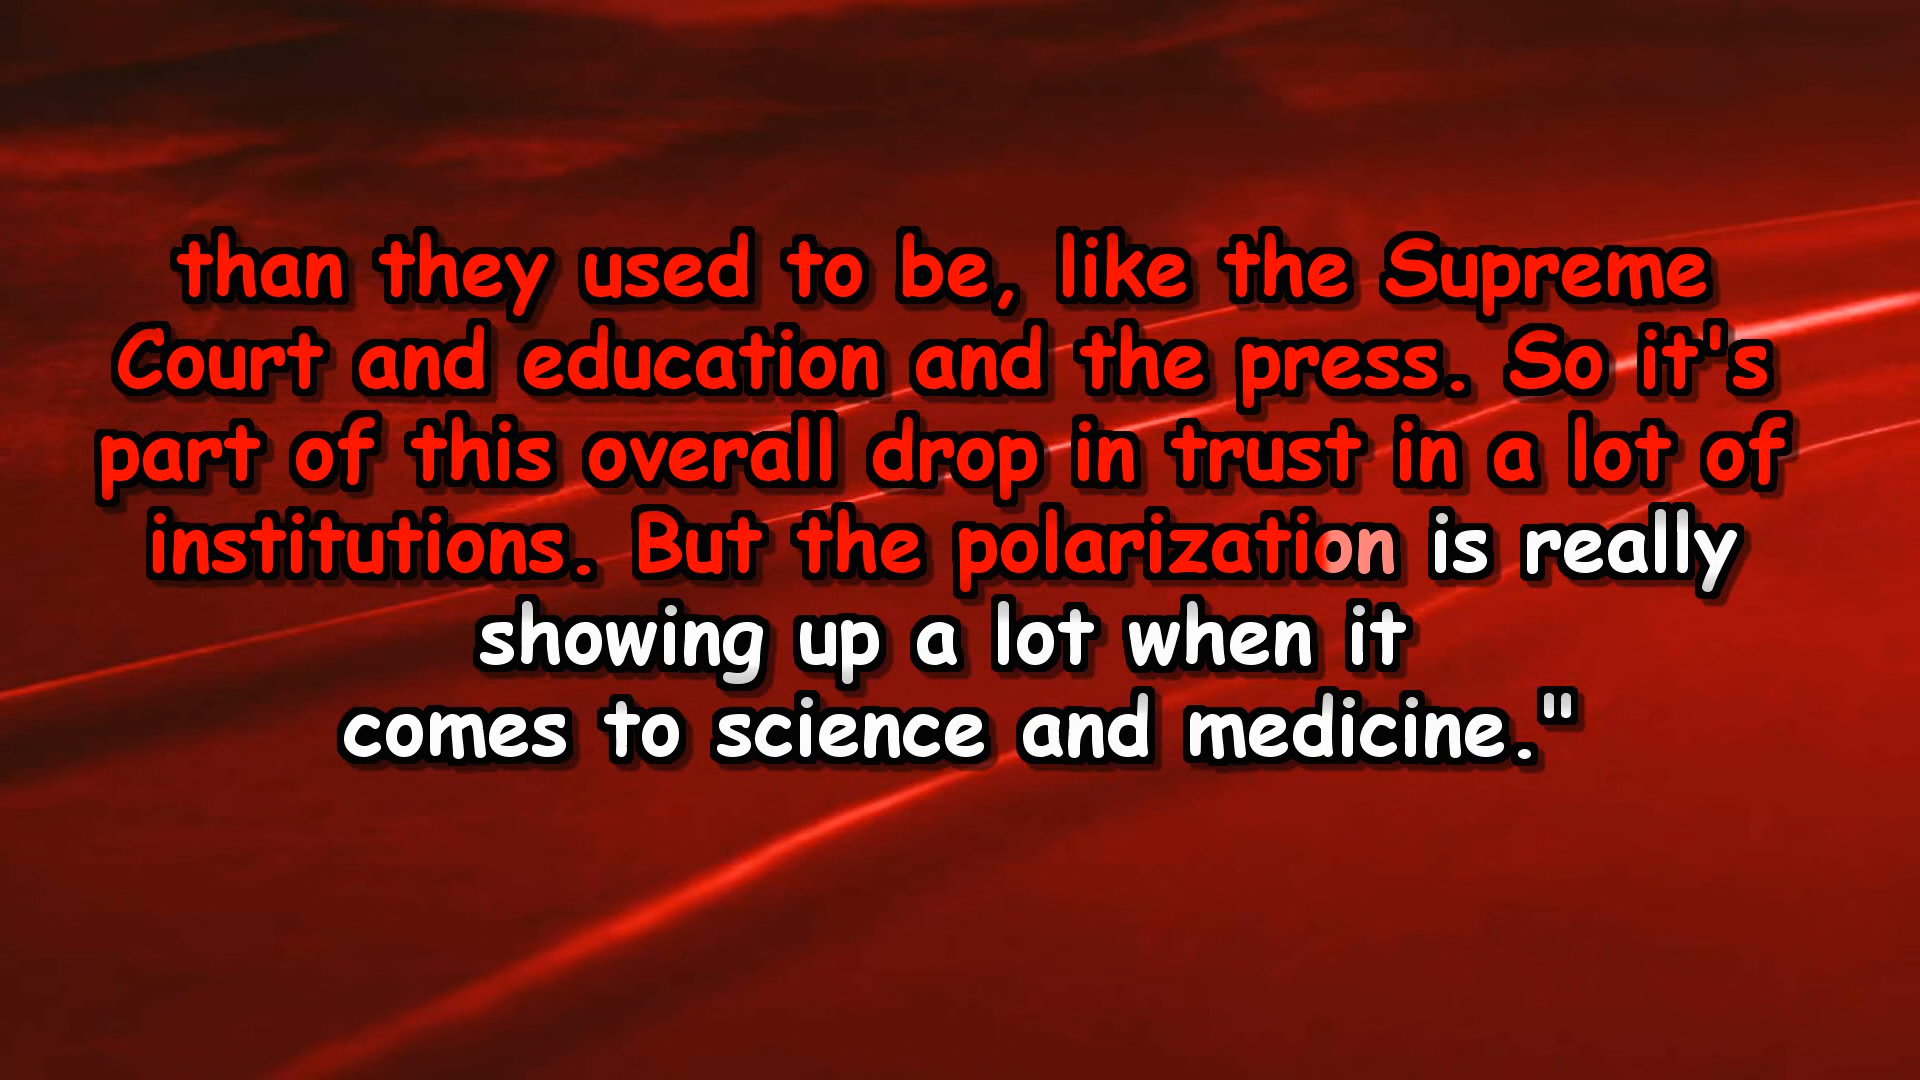 than they used to be, like the Supreme
Court and education and the press. So it's
part of this overall drop in trust in a lot of
institutions. But the polarization is really
showing up a lot when it
comes to science and medicine."